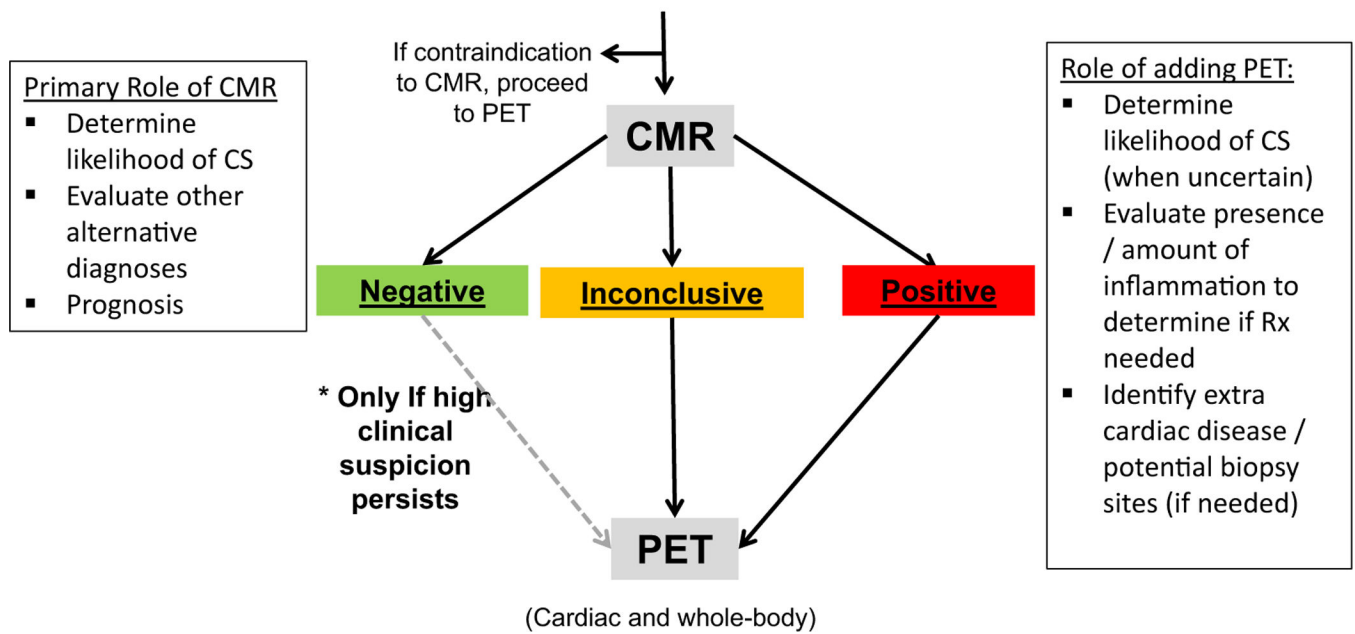 If contraindication
to CMR, proceed
to PET
Primary Role of CMR
▪ Determine
likelihood of CS
▪ Evaluate other
alternative
diagnoses
▪ Prognosis
CMR
Negative
Inconclusive
Positive
* Only If high
clinical
suspicion
persists
PET
(Cardiac and whole-body)
Role of adding PET:
▪ Determine
likelihood of CS
(when uncertain)
▪ Evaluate presence
/ amount of
inflammation to
determine if Rx
needed
▪ Identify extra
cardiac disease /
potential biopsy
sites (if needed)